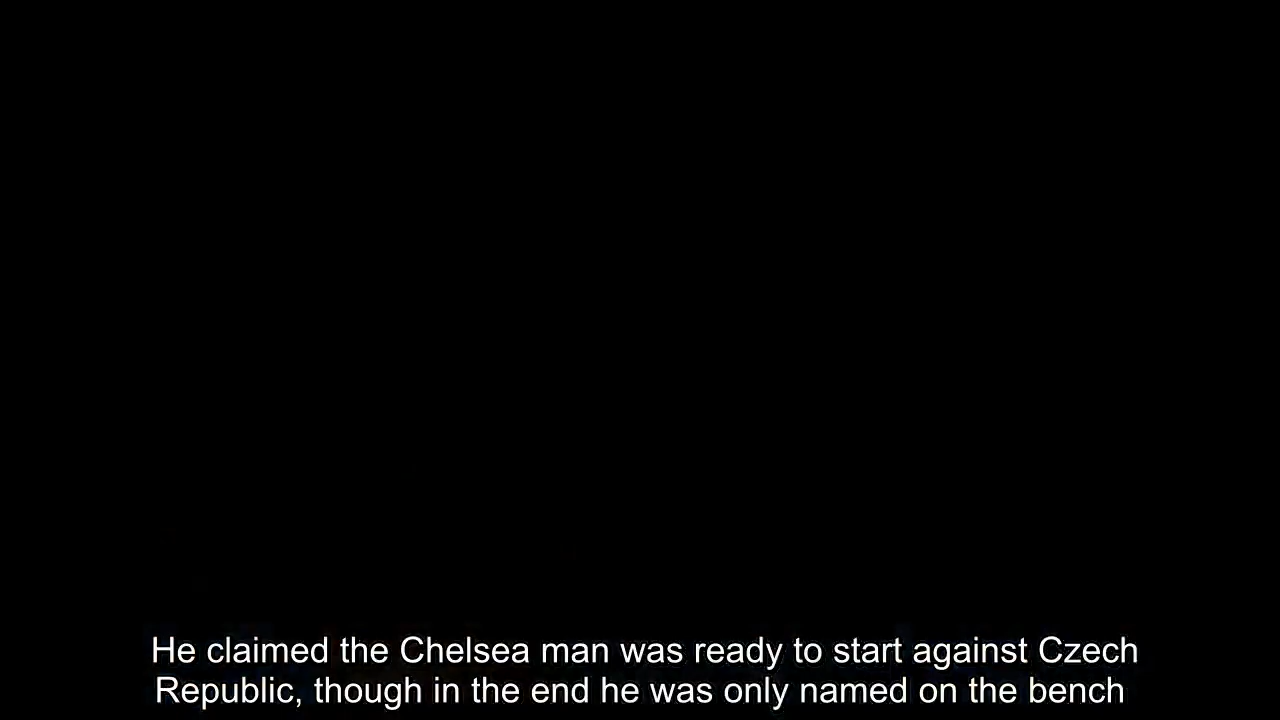 He claimed the Chelsea man was ready to start against Czech
Republic, though in the end he was only named on the bench